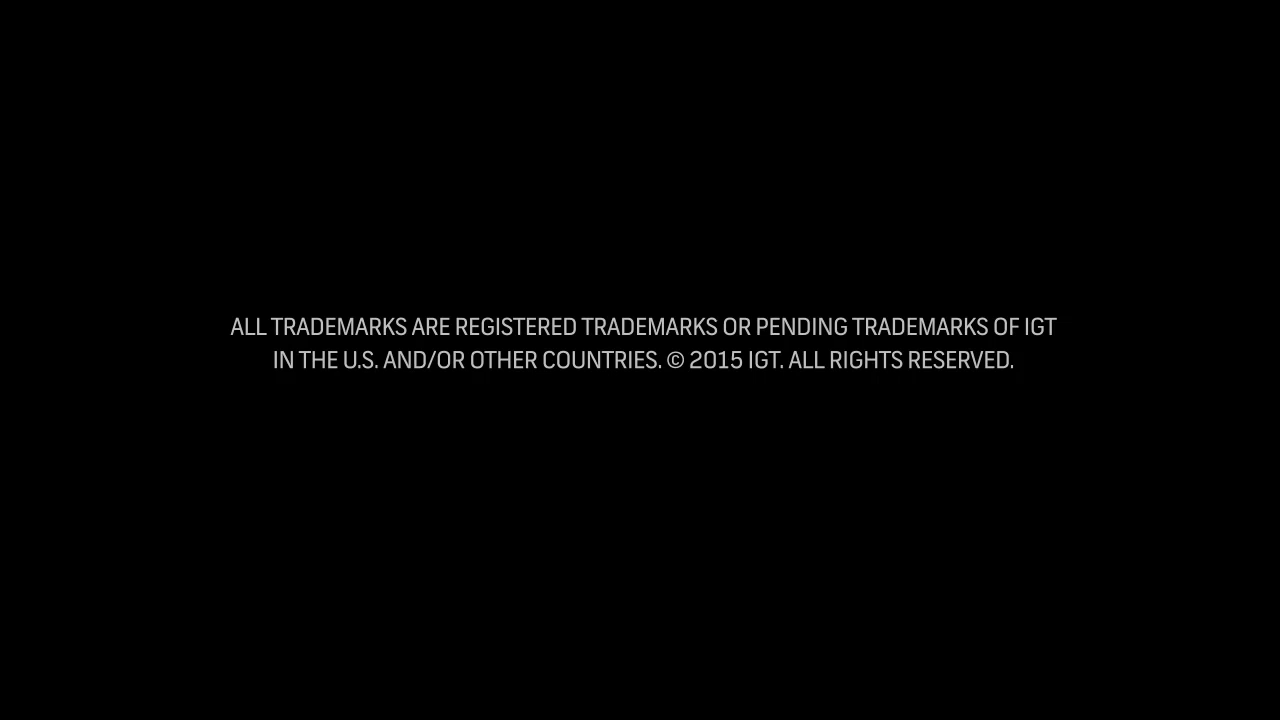 ALL TRADEMARKS ARE REGISTERED TRADEMARKS OR PENDING TRADEMARKS OF IGT
IN THE U.S. AND/OR OTHER COUNTRIES. © 2015 IGT. ALL RIGHTS RESERVED.